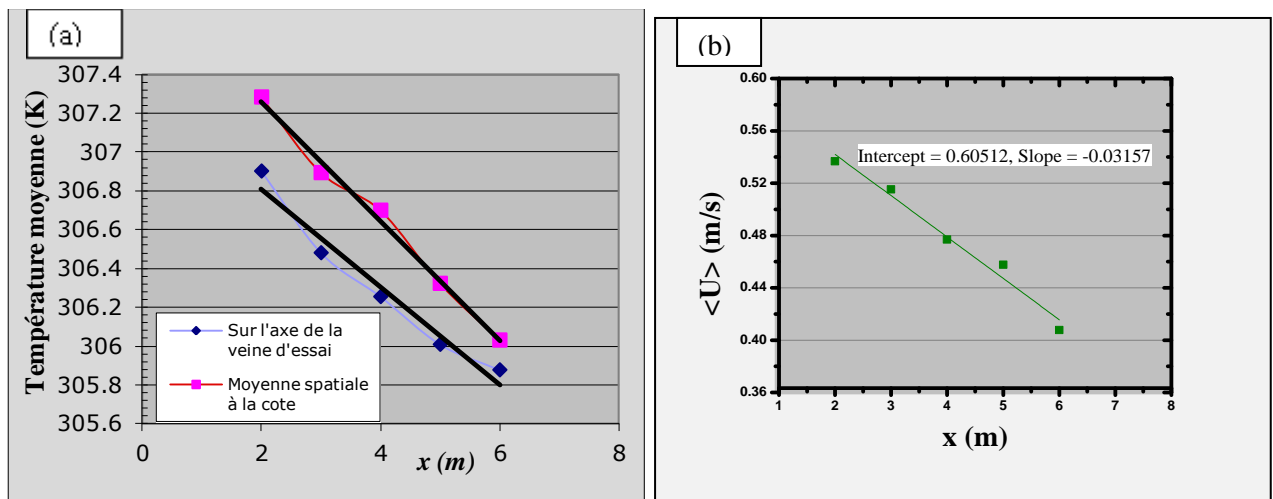 (a)
Température moyenne (K)
307.4
307.2
307
306.8
306.6
306.4
306.2
306
305.8
305.6
0
2
4
6
8
x (m)
Sur l'axe de la
veine d'essai
Moyenne spatiale
à la cote
(b)
<U> (m/s)
0.60
0.56
0.52
0.48
0.44
0.40
0.36
Intercept = 0.60512, Slope = -0.03157
1
2
3
4
5
6
7
8
x (m)